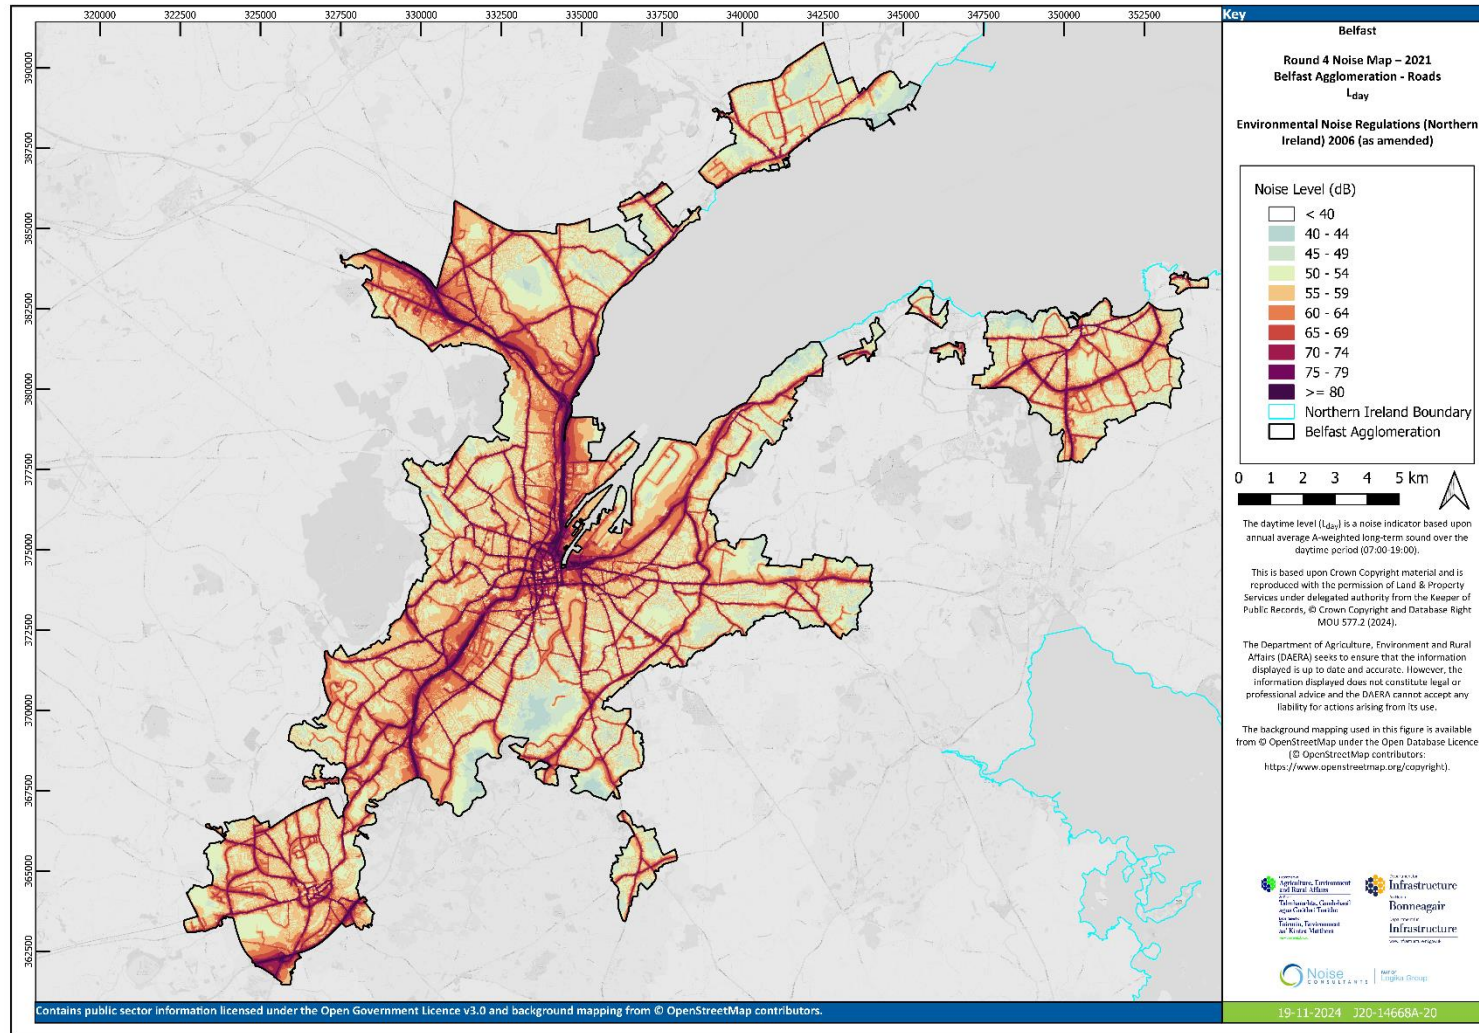 320000 322500 325000 327500 330000 332500 335000 337500 340000 342500 345000 347500 350000 352500
390000
387500
385000
382500
380000
377500
375000
372500
370000
367500
365000
362500
Key
Belfast
Round 4 Noise Map – 2021
Belfast Agglomeration - Roads
Lday
Environmental Noise Regulations (Northern
Ireland) 2006 (as amended)
Noise Level (dB)
< 40
40 - 44
45 - 49
50 - 54
55 - 59
60 - 64
65 - 69
70 - 74
75 - 79
>= 80
Northern Ireland Boundary
Belfast Agglomeration
0 1 2 3 4 5 km
The daytime level (Lday) is a noise indicator based upon
annual average A-weighted long-term sound over the
daytime period (07:00-19:00).
This is based upon Crown Copyright material and is
reproduced with the permission of Land & Property
Services under delegated authority from the Keeper of
Public Records, © Crown Copyright and Database Right
MOU 577.2 (2024).
The Department of Agriculture, Environment and Rural
Affairs (DAERA) seeks to ensure that the information
displayed is up to date and accurate. However, the
information displayed does not constitute legal or
professional advice and the DAERA cannot accept any
liability for actions arising from its use.
The background mapping used in this figure is available
from © OpenStreetMap under the Open Database Licence
(© OpenStreetMap contributors:
https://www.openstreetmap.org/copyright).
Agriculture, Environment
and Rural Affairs
Infrastructure
Bonneagair
Infrastructure
Noise
CONSULTANTS
PART OF
Logika Group
Contains public sector information licensed under the Open Government Licence v3.0 and background mapping from © OpenStreetMap contributors.
19-11-2024 J20-14668A-20